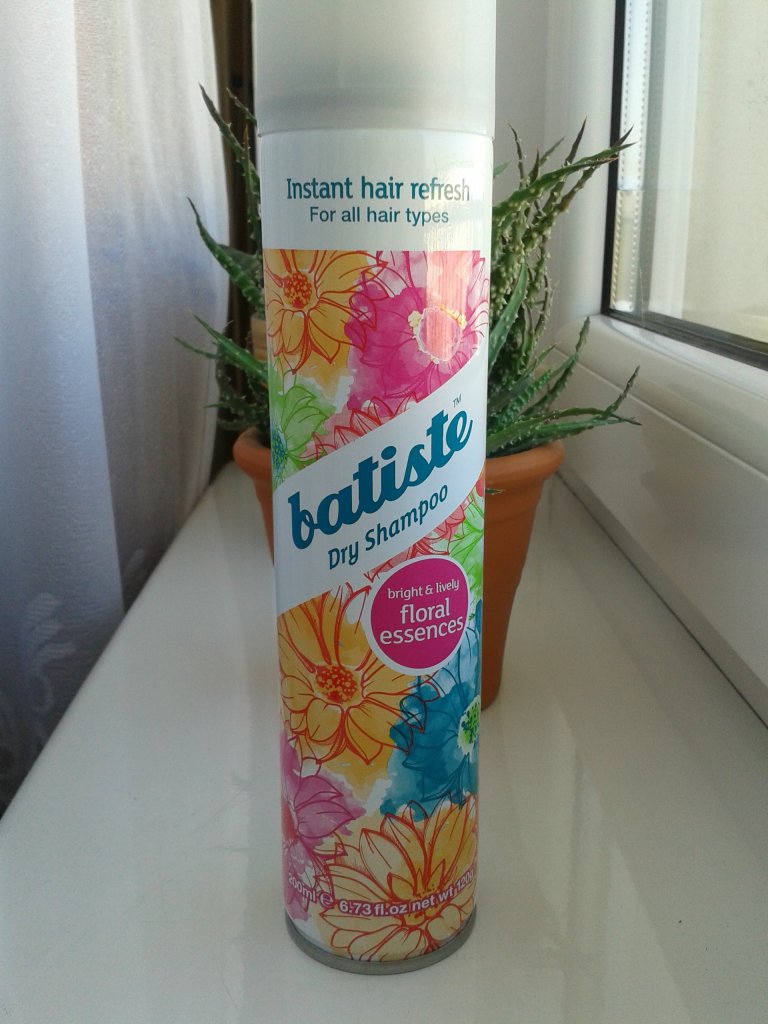 Instant hair refresh
For all hair types
batiste™
Dry Shampoo
bright & lively
floral
essences
200ml ℮ 6.73 fl.oz net wt 120g